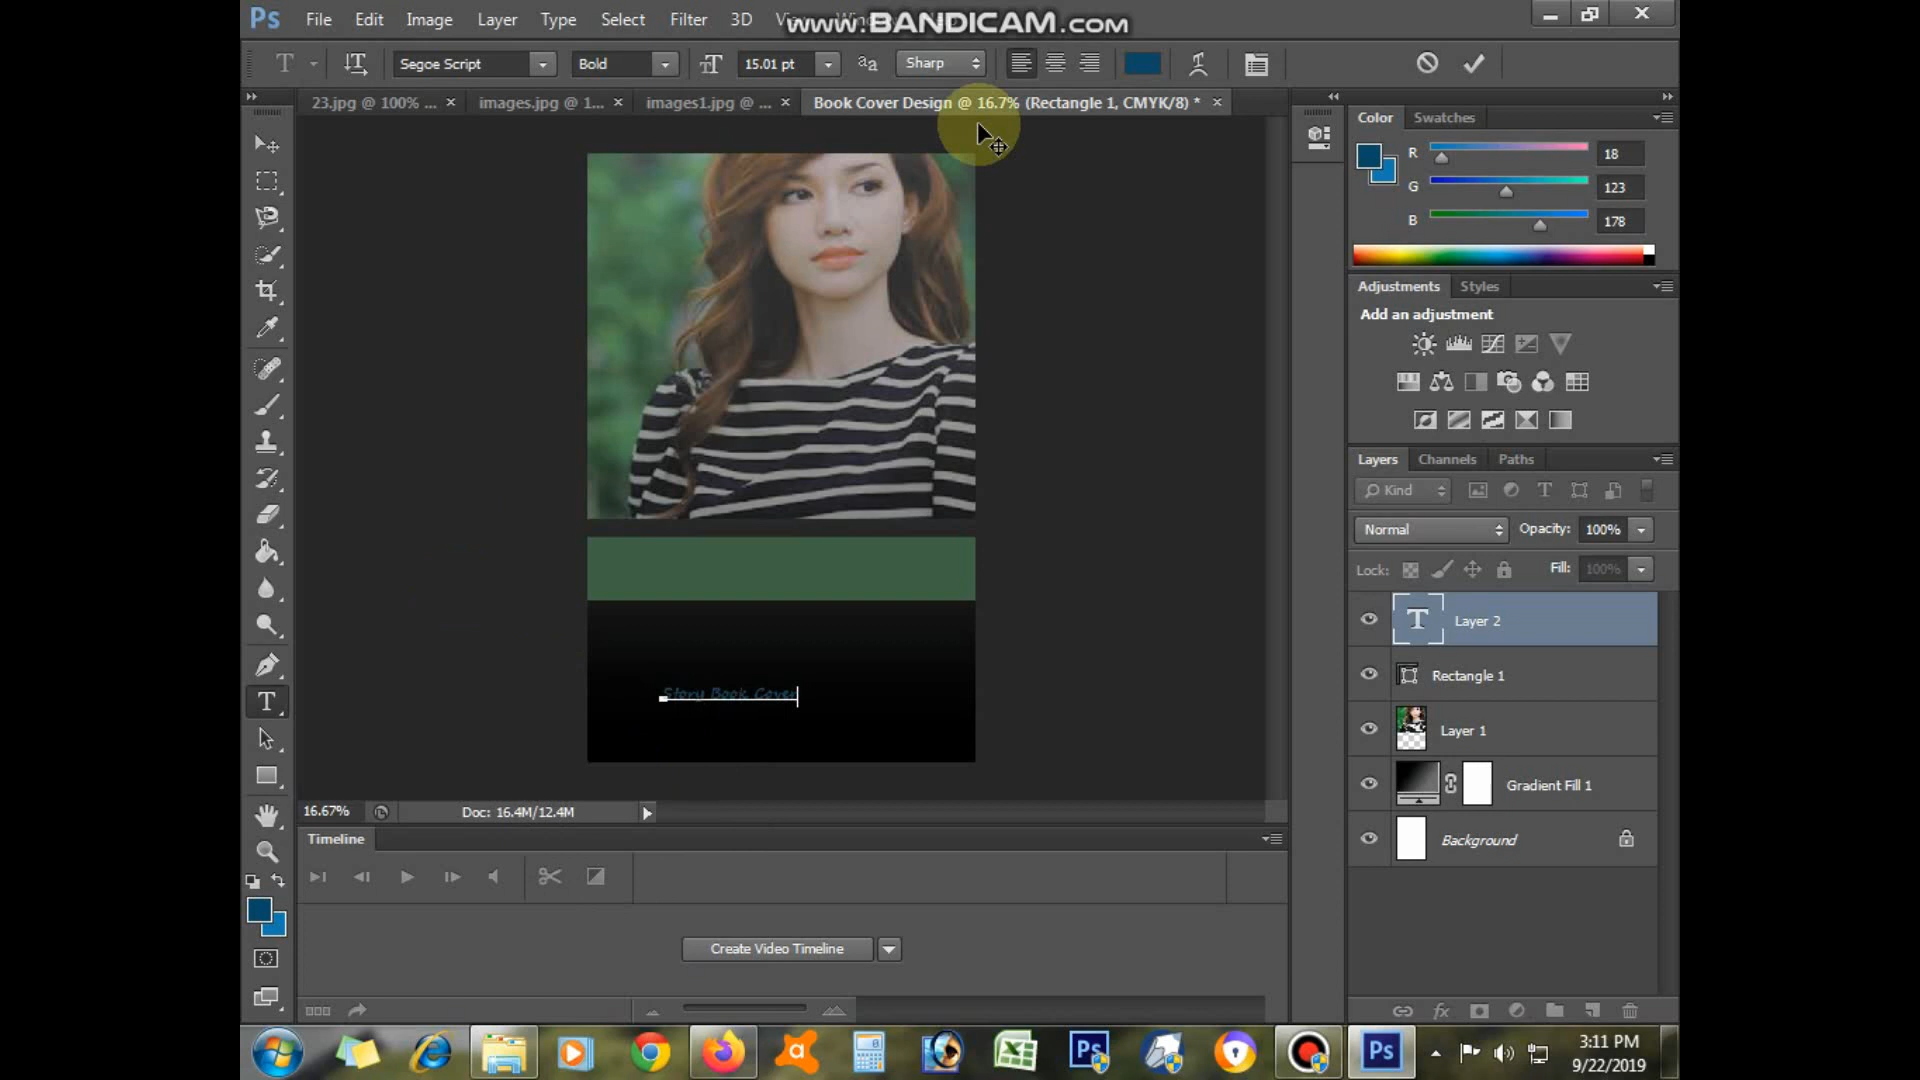 Ps File Edit Image Layer Type Select Filter 3D
www.BANDICAM.com
Segoe Script Bold 15.01 pt Sharp
23.jpg @ 100% ... images.jpg @ 1... images1.jpg @ ... Book Cover Design @ 16.7% (Rectangle 1, CMYK/8) *
Color Swatches
R 18
G 123
B 178
Adjustments Styles
Add an adjustment
Layers Channels Paths
Kind
Normal Opacity: 100%
Lock: Fill: 100%
Layer 2
Rectangle 1
Layer 1
Gradient Fill 1
Background
Story Book Cover
16.67% Doc: 16.4M/12.4M
Timeline
Create Video Timeline
3:11 PM
9/22/2019